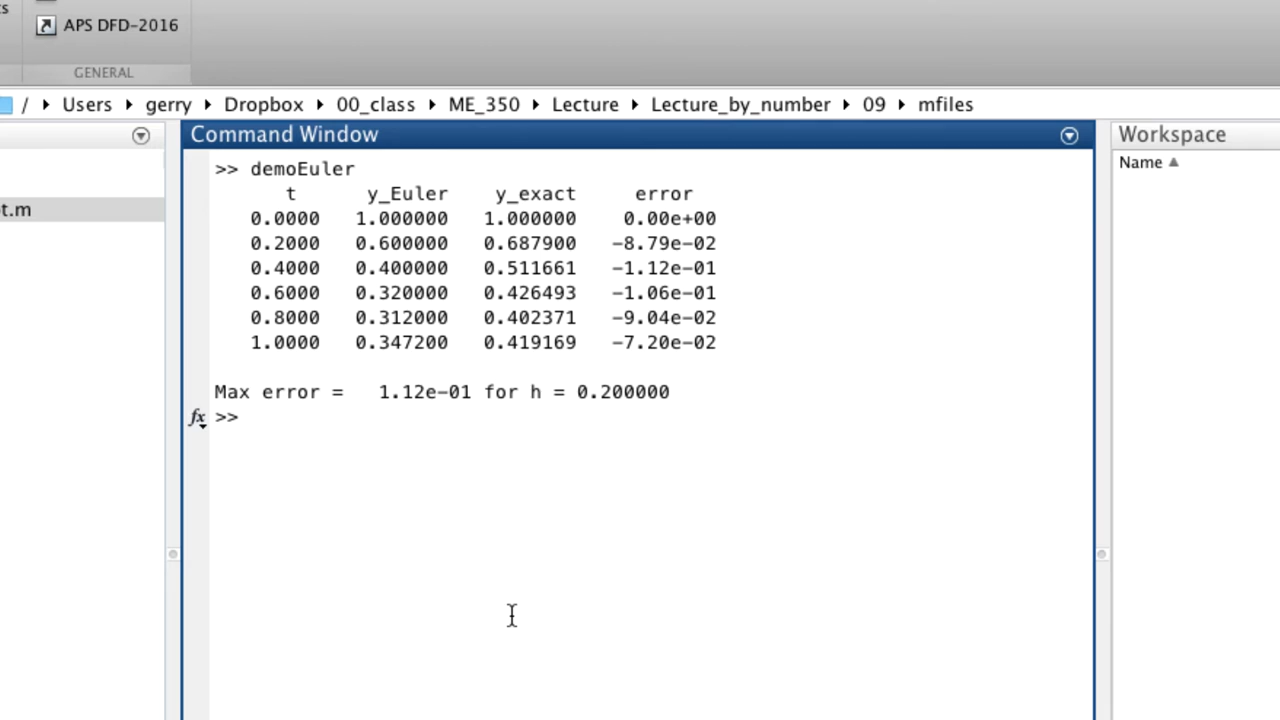 ts
APS DFD-2016
GENERAL
/ Users gerry Dropbox 00_class ME_350 Lecture Lecture_by_number 09 mfiles
Command Window
Workspace
Name
t.m
>> demoEuler
t y_Euler y_exact error
0.0000 1.000000 1.000000 0.00e+00
0.2000 0.600000 0.687900 -8.79e-02
0.4000 0.400000 0.511661 -1.12e-01
0.6000 0.320000 0.426493 -1.06e-01
0.8000 0.312000 0.402371 -9.04e-02
1.0000 0.347200 0.419169 -7.20e-02
Max error = 1.12e-01 for h = 0.200000
fx >>